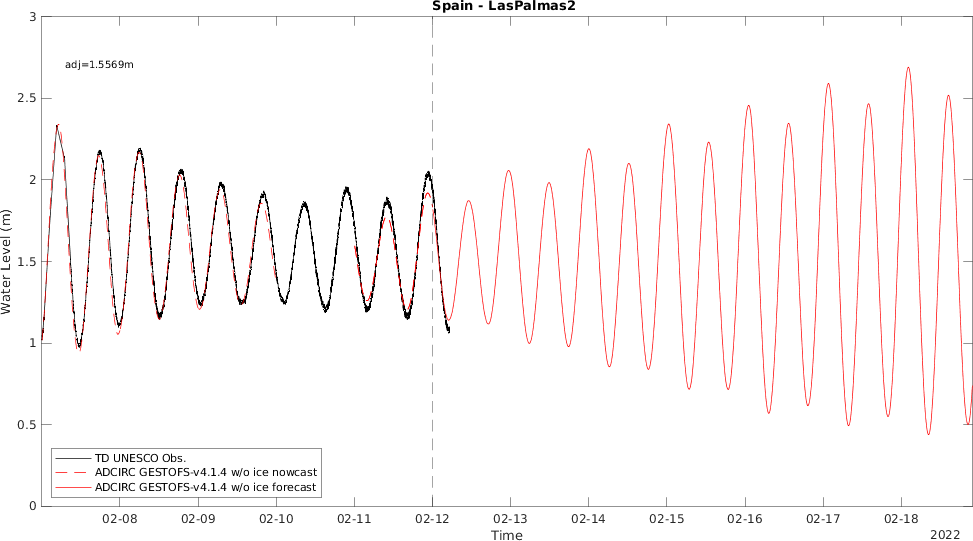 Spain - LasPalmas2
adj=1.5569m
3
2.5
2
1.5
1
0.5
0
Water Level (m)
TD UNESCO Obs.
ADCIRC GESTOFS-v4.1.4 w/o ice nowcast
ADCIRC GESTOFS-v4.1.4 w/o ice forecast
02-08 02-09 02-10 02-11 02-12 02-13 02-14 02-15 02-16 02-17 02-18
Time
2022